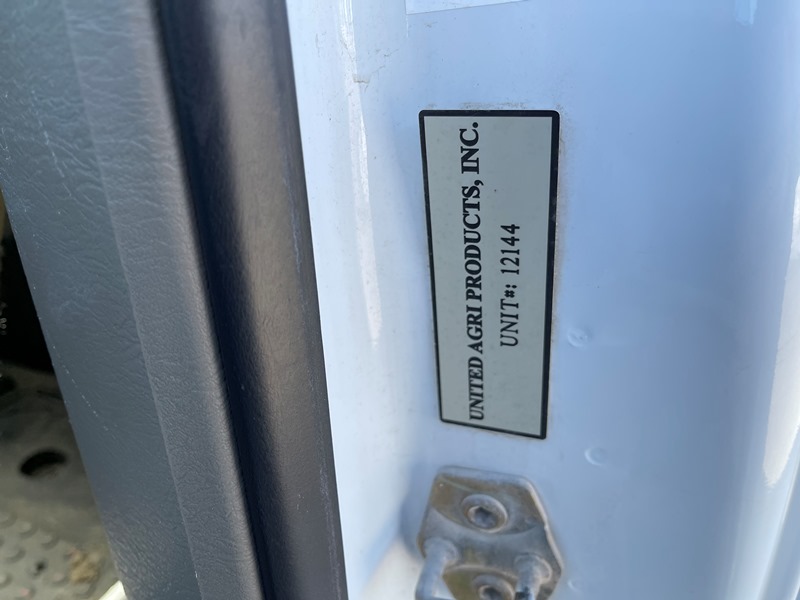 UNITED AGRI PRODUCTS, INC.
UNIT#: 12144